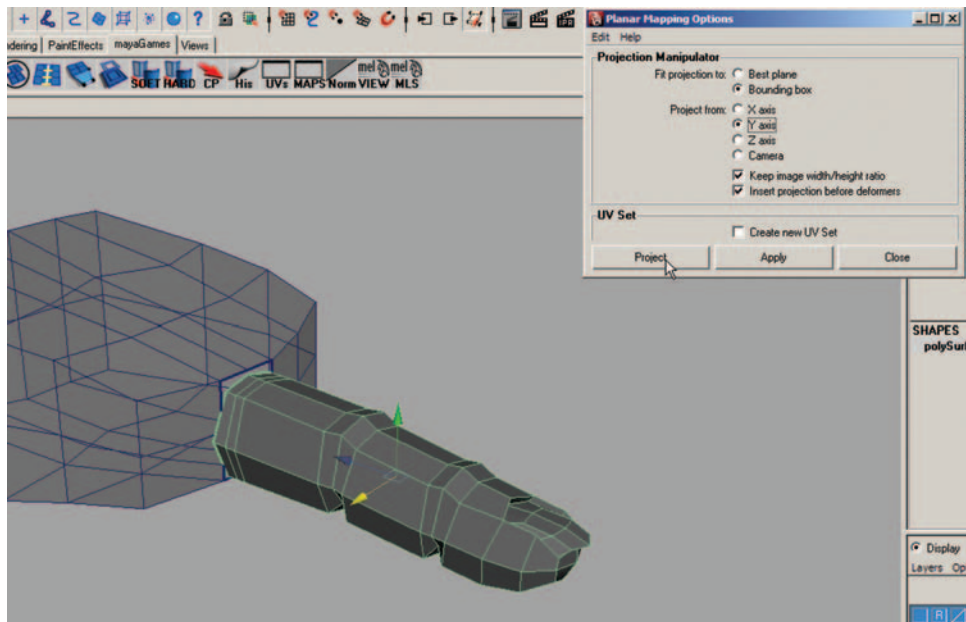 Planar Mapping Options
Edit Help
dering PaintEffects mayaGames Views
Projection Manipulator
Fit projection to: Best plane
Bounding box
Project from: X axis
Y axis
Z axis
Camera
Keep image width/height ratio
Insert projection before deformers
SOFT HARD CP His UVs MAPS Norm mel VIEW mel MLS
UV Set
Create new UV Set
Project Apply Close
SHAPES
polySurf
Display
Layers Op
R